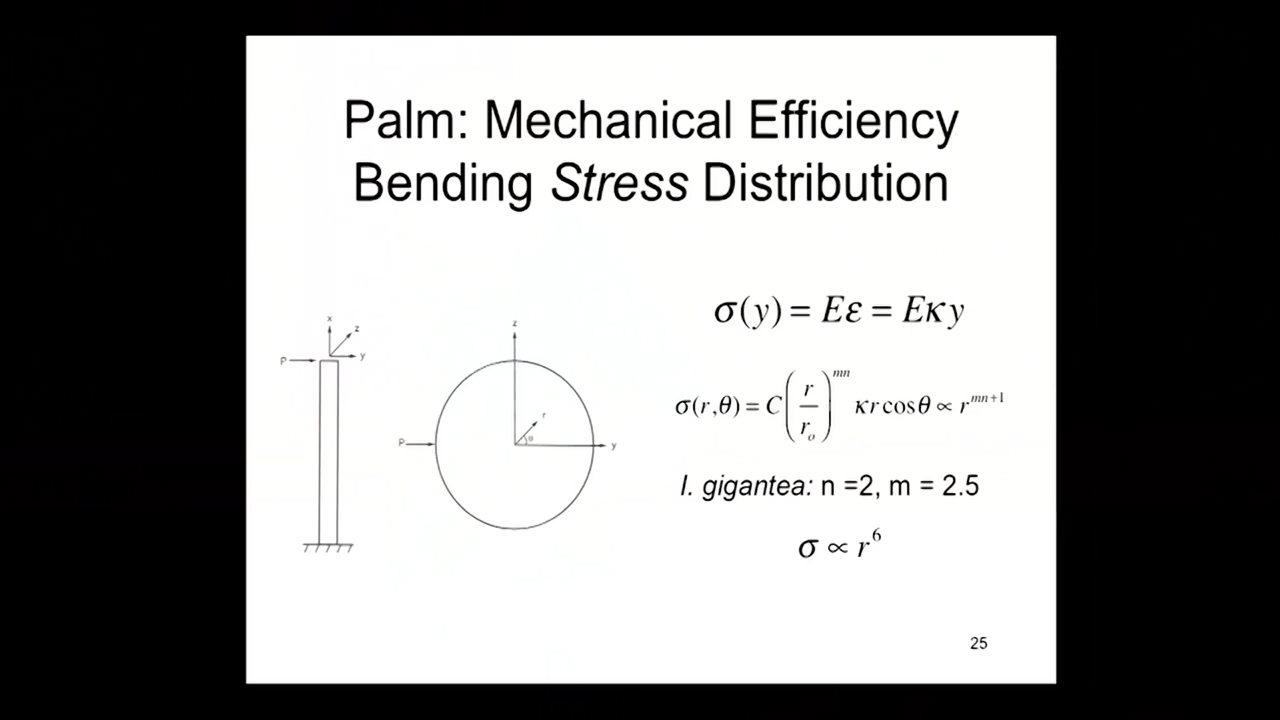 Palm: Mechanical Efficiency
Bending Stress Distribution
σ(y) = Eε = Eκy
x
z
y
P
z
r
θ
P
y
σ(r,θ) = C(r/r_o)^{mn} κr cosθ ∝ r^{mn+1}
I. gigantea: n =2, m = 2.5
σ ∝ r^6
25